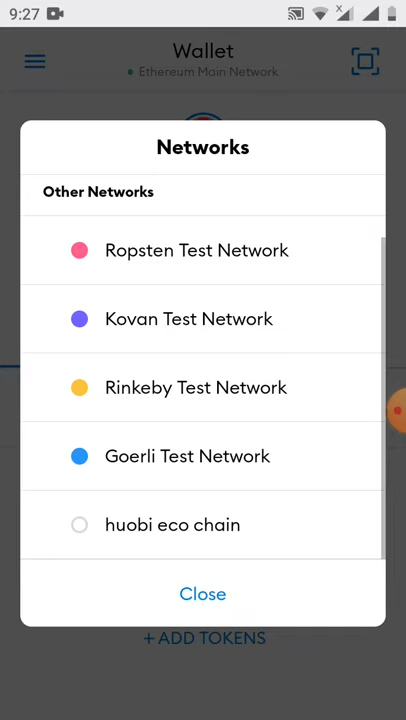 9:27
x
Wallet
Ethereum Main Network
Networks
Other Networks
Ropsten Test Network
Kovan Test Network
Rinkeby Test Network
Goerli Test Network
huobi eco chain
Close
+ ADD TOKENS